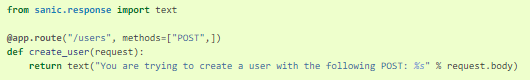 from sanic.response import text
@app.route("/users", methods=["POST",])
def create_user(request):
    return text("You are trying to create a user with the following POST: %s" % request.body)